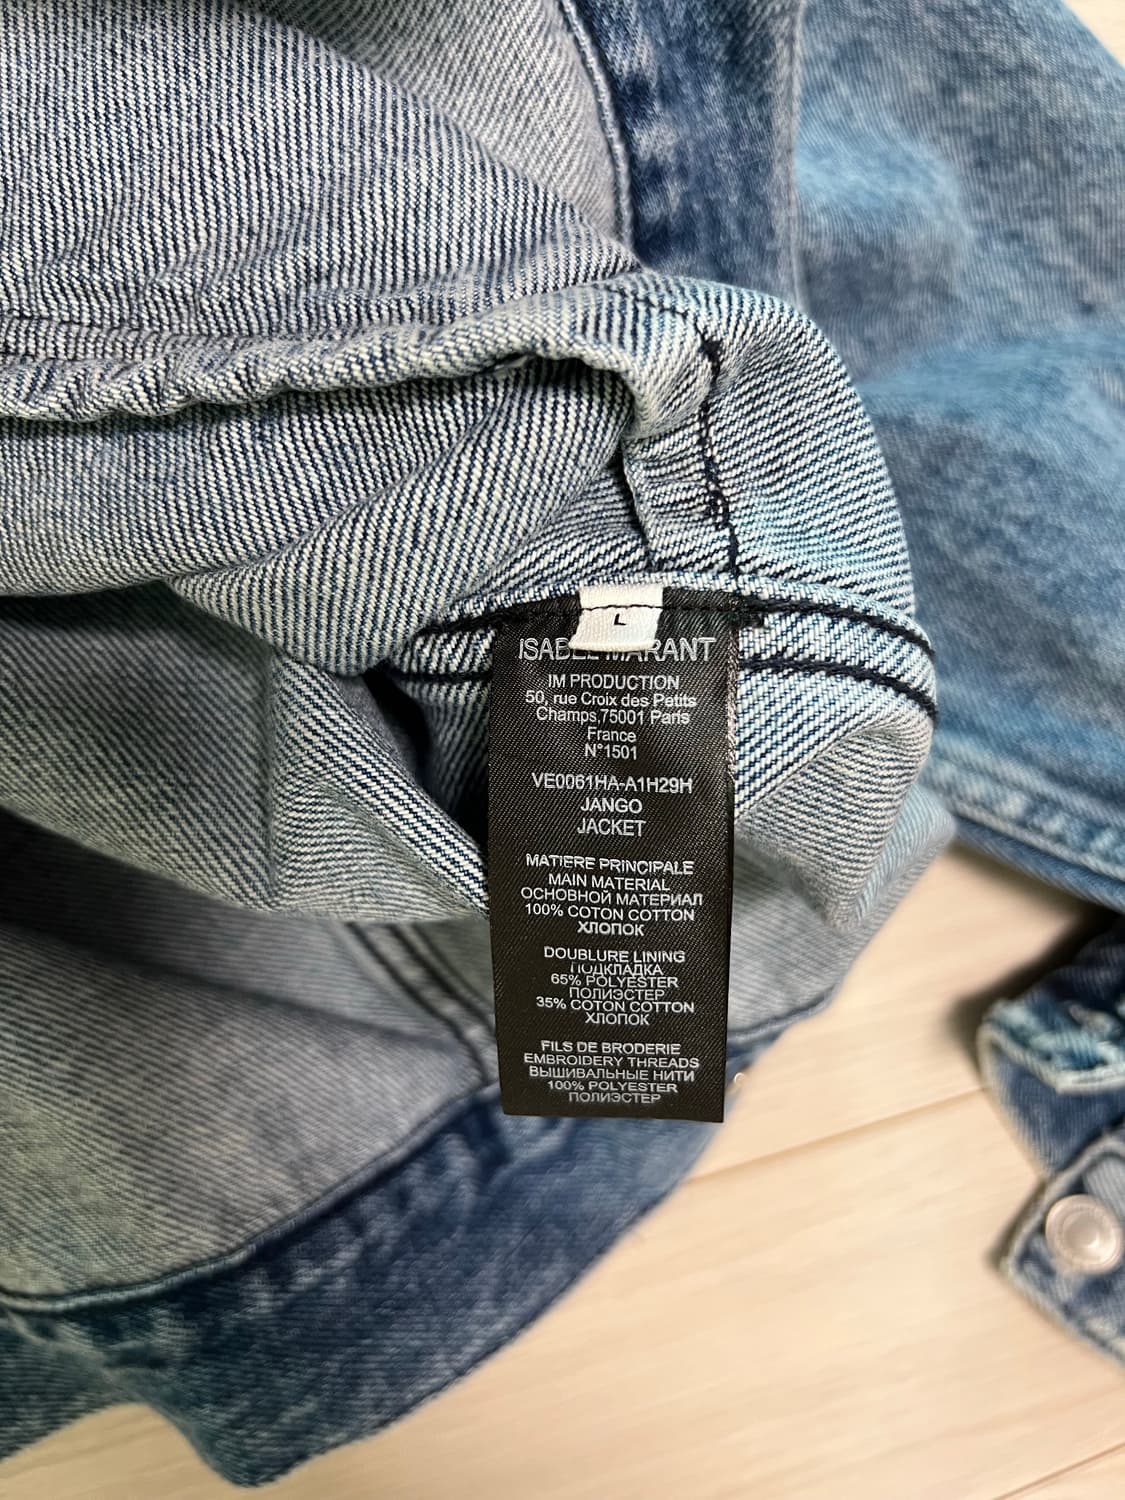 L
ISABEL MARANT
IM PRODUCTION
50, rue Croix des Petits
Champs,75001 Paris
France
N°1501
VE0061HA-A1H29H
JANGO
JACKET
MATIERE PRINCIPALE
MAIN MATERIAL
ОСНОВНОЙ МАТЕРИАЛ
100% COTON COTTON
ХЛОПОК
DOUBLURE LINING
ПОДКЛАДКА
65% POLYESTER
ПОЛИЭСТЕР
35% COTON COTTON
ХЛОПОК
FILS DE BRODERIE
EMBROIDERY THREADS
ВЫШИВАЛЬНЫЕ НИТИ
100% POLYESTER
ПОЛИЭСТЕР